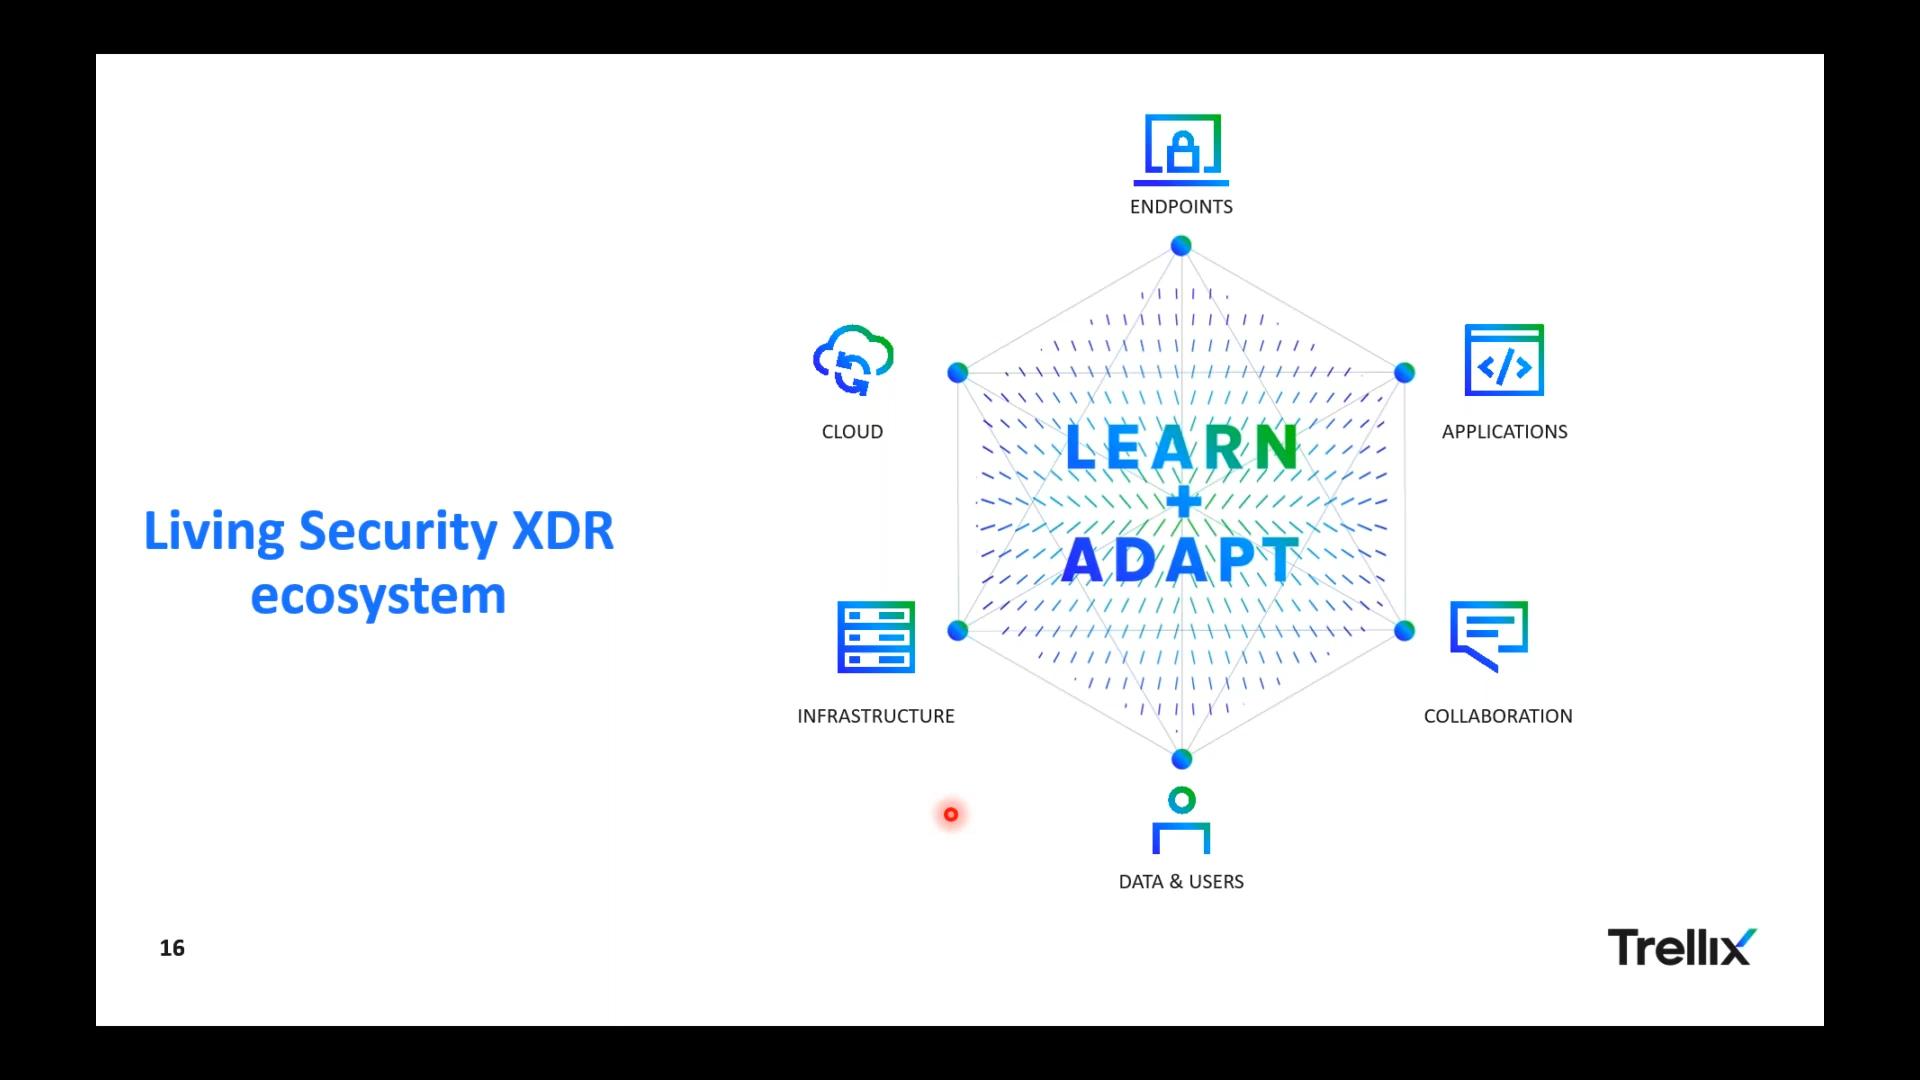 Living Security XDR
ecosystem
ENDPOINTS
CLOUD
APPLICATIONS
LEARN
+
ADAPT
INFRASTRUCTURE
COLLABORATION
DATA & USERS
16
Trellix